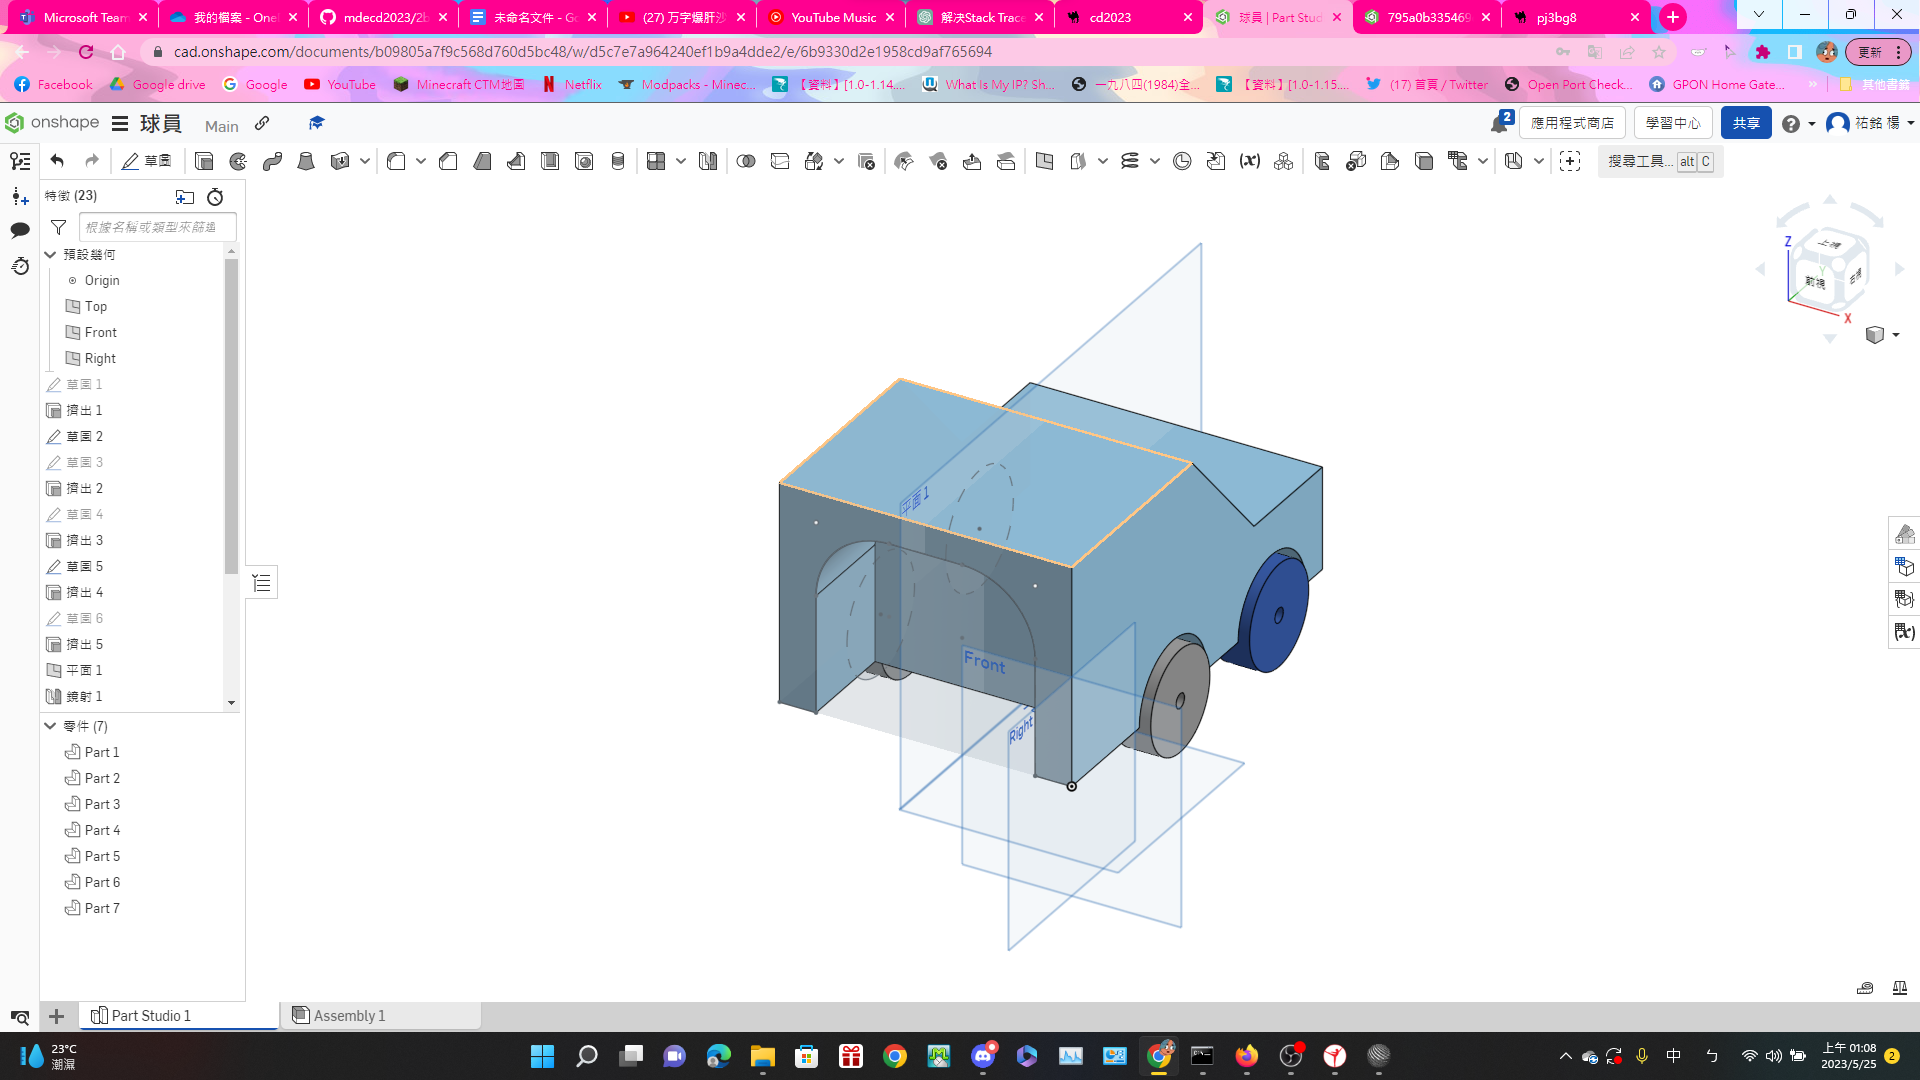 Microsoft Team
我的檔案 - Onel
mdecd2023/2b
未命名文件 - Go
(27) 万字爆肝沙
YouTube Music
解决Stack Trace
cd2023
球員 | Part Studi
795a0b335469
pj3bg8
cad.onshape.com/documents/b09805a7f9c568d760d5bc48/w/d5c7e7a964240ef1b9a4dde2/e/6b9330d2e1958cd9af765694
更新
Facebook
Google drive
Google
YouTube
Minecraft CTM地圖
Netflix
Modpacks - Minec...
【資料】[1.0-1.14....
What Is My IP? Sh...
一九八四(1984)全...
【資料】[1.0-1.15....
(17) 首頁 / Twitter
Open Port Check...
GPON Home Gate...
»
其他書籤
onshape
球員
Main
2
應用程式商店
學習中心
共享
祐銘 楊
草圖
搜尋工具... alt C
特徵 (23)
根據名稱或類型來篩選
預設幾何
Origin
Top
Front
Right
草圖 1
擠出 1
草圖 2
草圖 3
擠出 2
草圖 4
擠出 3
草圖 5
擠出 4
草圖 6
擠出 5
平面 1
鏡射 1
零件 (7)
Part 1
Part 2
Part 3
Part 4
Part 5
Part 6
Part 7
平面 1
Front
Right
Z
上視
Y
前視
右視
X
Part Studio 1
Assembly 1
23°C
潮濕
中
ㄅ
上午 01:08
2023/5/25
2